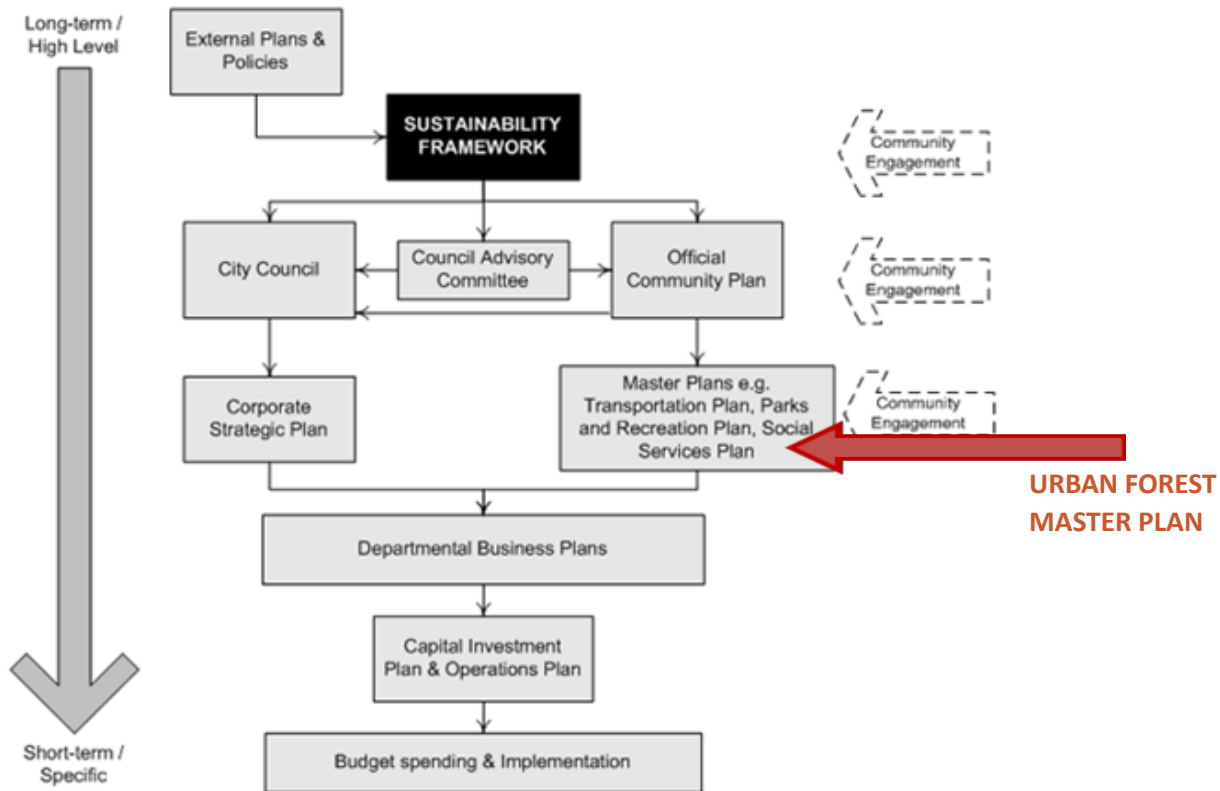 Long-term /
High Level
External Plans &
Policies
SUSTAINABILITY
FRAMEWORK
Community
Engagement
City Council
Council Advisory
Committee
Official
Community Plan
Community
Engagement
Corporate
Strategic Plan
Master Plans e.g.
Transportation Plan, Parks
and Recreation Plan, Social
Services Plan
Community
Engagement
URBAN FOREST
MASTER PLAN
Departmental Business Plans
Capital Investment
Plan & Operations Plan
Short-term /
Specific
Budget spending & Implementation